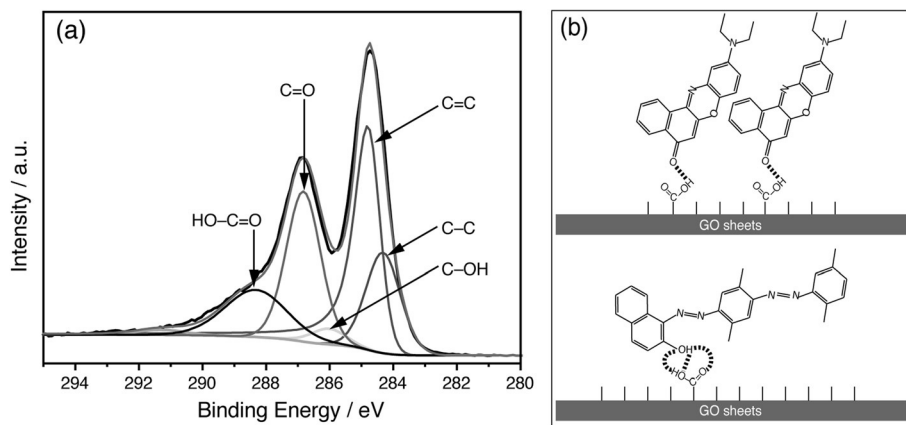 (a)
C=O
C=C
HO–C=O
C–C
C–OH
Intensity / a.u.
294 292 290 288 286 284 282 280
Binding Energy / eV
(b)
N N
N N
O O
O O
O C OH O C OH
GO sheets
N=N
N=N
OH
HO C O
GO sheets